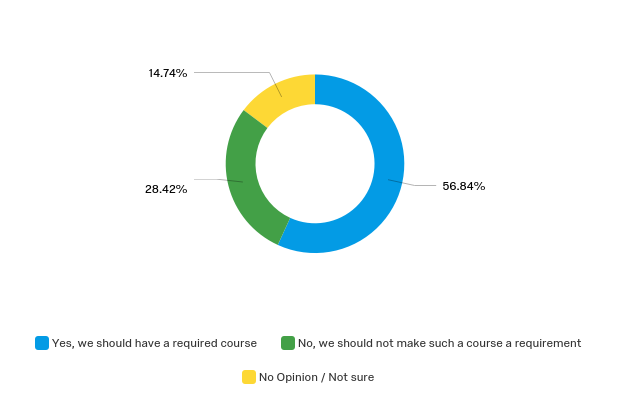 14.74%
56.84%
28.42%
Yes, we should have a required course
No, we should not make such a course a requirement
No Opinion / Not sure